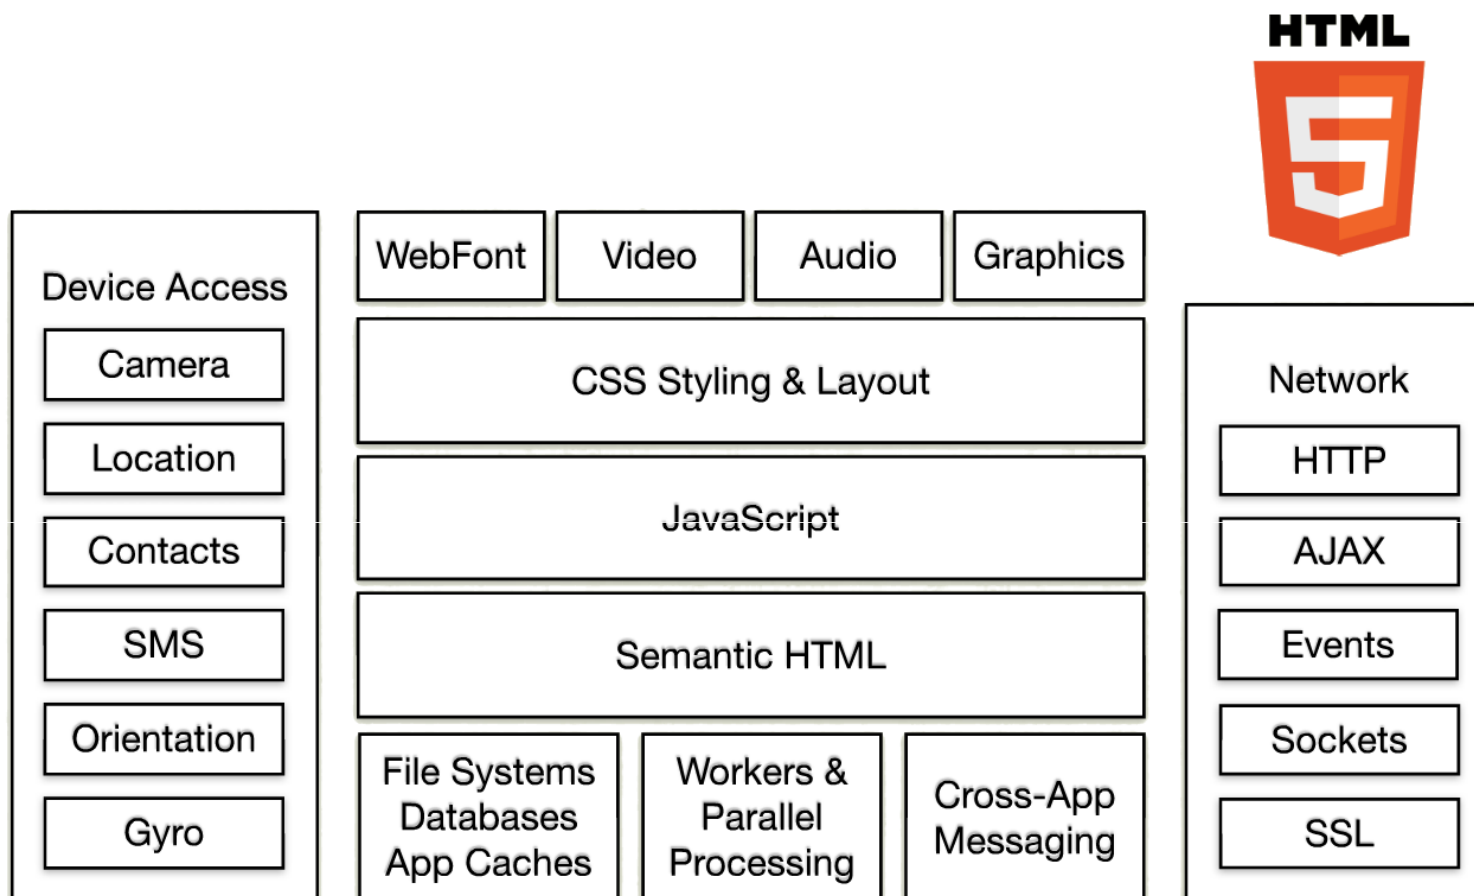 HTML
5
Device Access
Camera
Location
Contacts
SMS
Orientation
Gyro
WebFont
Video
Audio
Graphics
CSS Styling & Layout
JavaScript
Semantic HTML
File Systems
Databases
App Caches
Workers &
Parallel
Processing
Cross-App
Messaging
Network
HTTP
AJAX
Events
Sockets
SSL